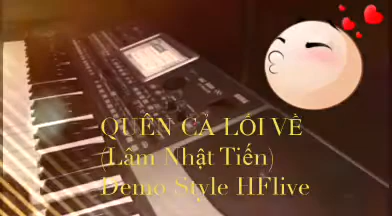 QUÊN CẢ LỐI VỀ
(Lâm Nhật Tiến)
Demo Style HFlive